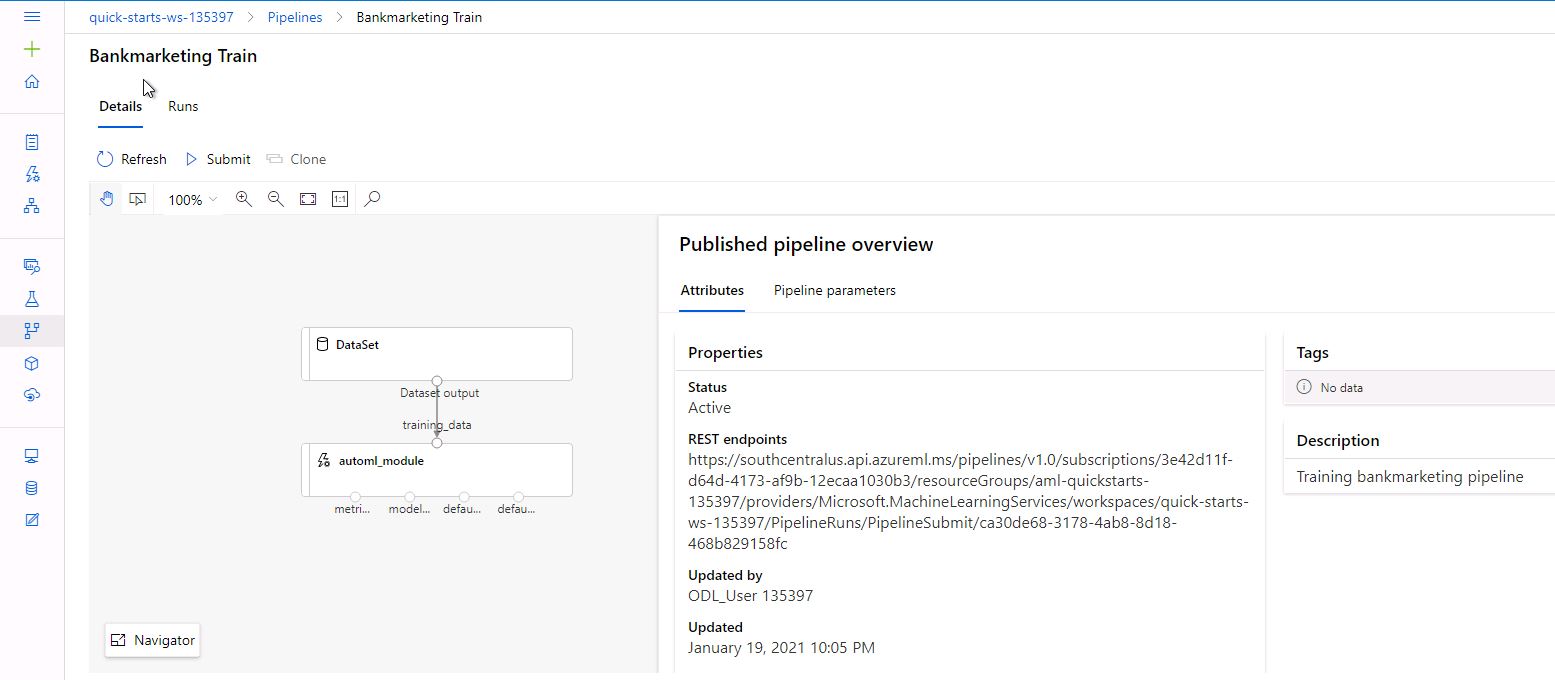 quick-starts-ws-135397 > Pipelines > Bankmarketing Train
Bankmarketing Train
Details Runs
Refresh Submit Clone
100% 1:1
DataSet
Dataset output
training_data
automl_module
metri... model... defau... defau...
Navigator
Published pipeline overview
Attributes Pipeline parameters
Properties
Status
Active
REST endpoints
https://southcentralus.api.azureml.ms/pipelines/v1.0/subscriptions/3e42d11f-
d64d-4173-af9b-12ecaa1030b3/resourceGroups/aml-quickstarts-
135397/providers/Microsoft.MachineLearningServices/workspaces/quick-starts-
ws-135397/PipelineRuns/PipelineSubmit/ca30de68-3178-4ab8-8d18-
468b829158fc
Updated by
ODL_User 135397
Updated
January 19, 2021 10:05 PM
Tags
No data
Description
Training bankmarketing pipeline